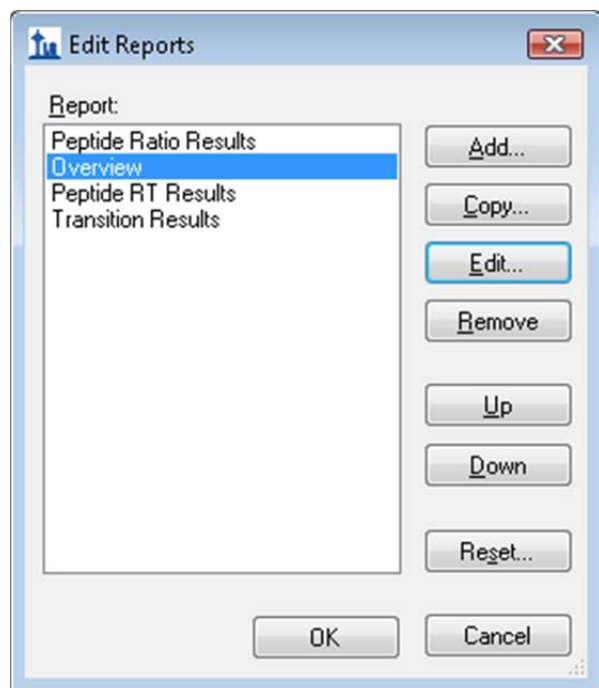 Edit Reports
Report:
Peptide Ratio Results
Overview
Peptide RT Results
Transition Results
Add...
Copy...
Edit...
Remove
Up
Down
Reset...
OK
Cancel